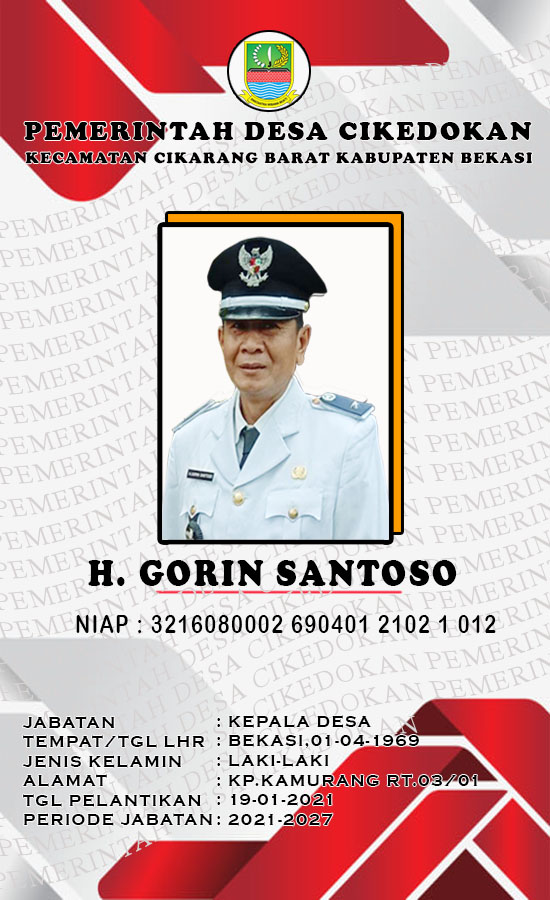 PEMERINTAH DESA CIKEDOKAN
KECAMATAN CIKARANG BARAT KABUPATEN BEKASI
H. GORIN SANTOSO
NIAP : 3216080002 690401 2102 1 012
JABATAN : KEPALA DESA
TEMPAT/TGL LHR : BEKASI,01-04-1969
JENIS KELAMIN : LAKI-LAKI
ALAMAT : KP.KAMURANG RT.03/01
TGL PELANTIKAN : 19-01-2021
PERIODE JABATAN : 2021-2027